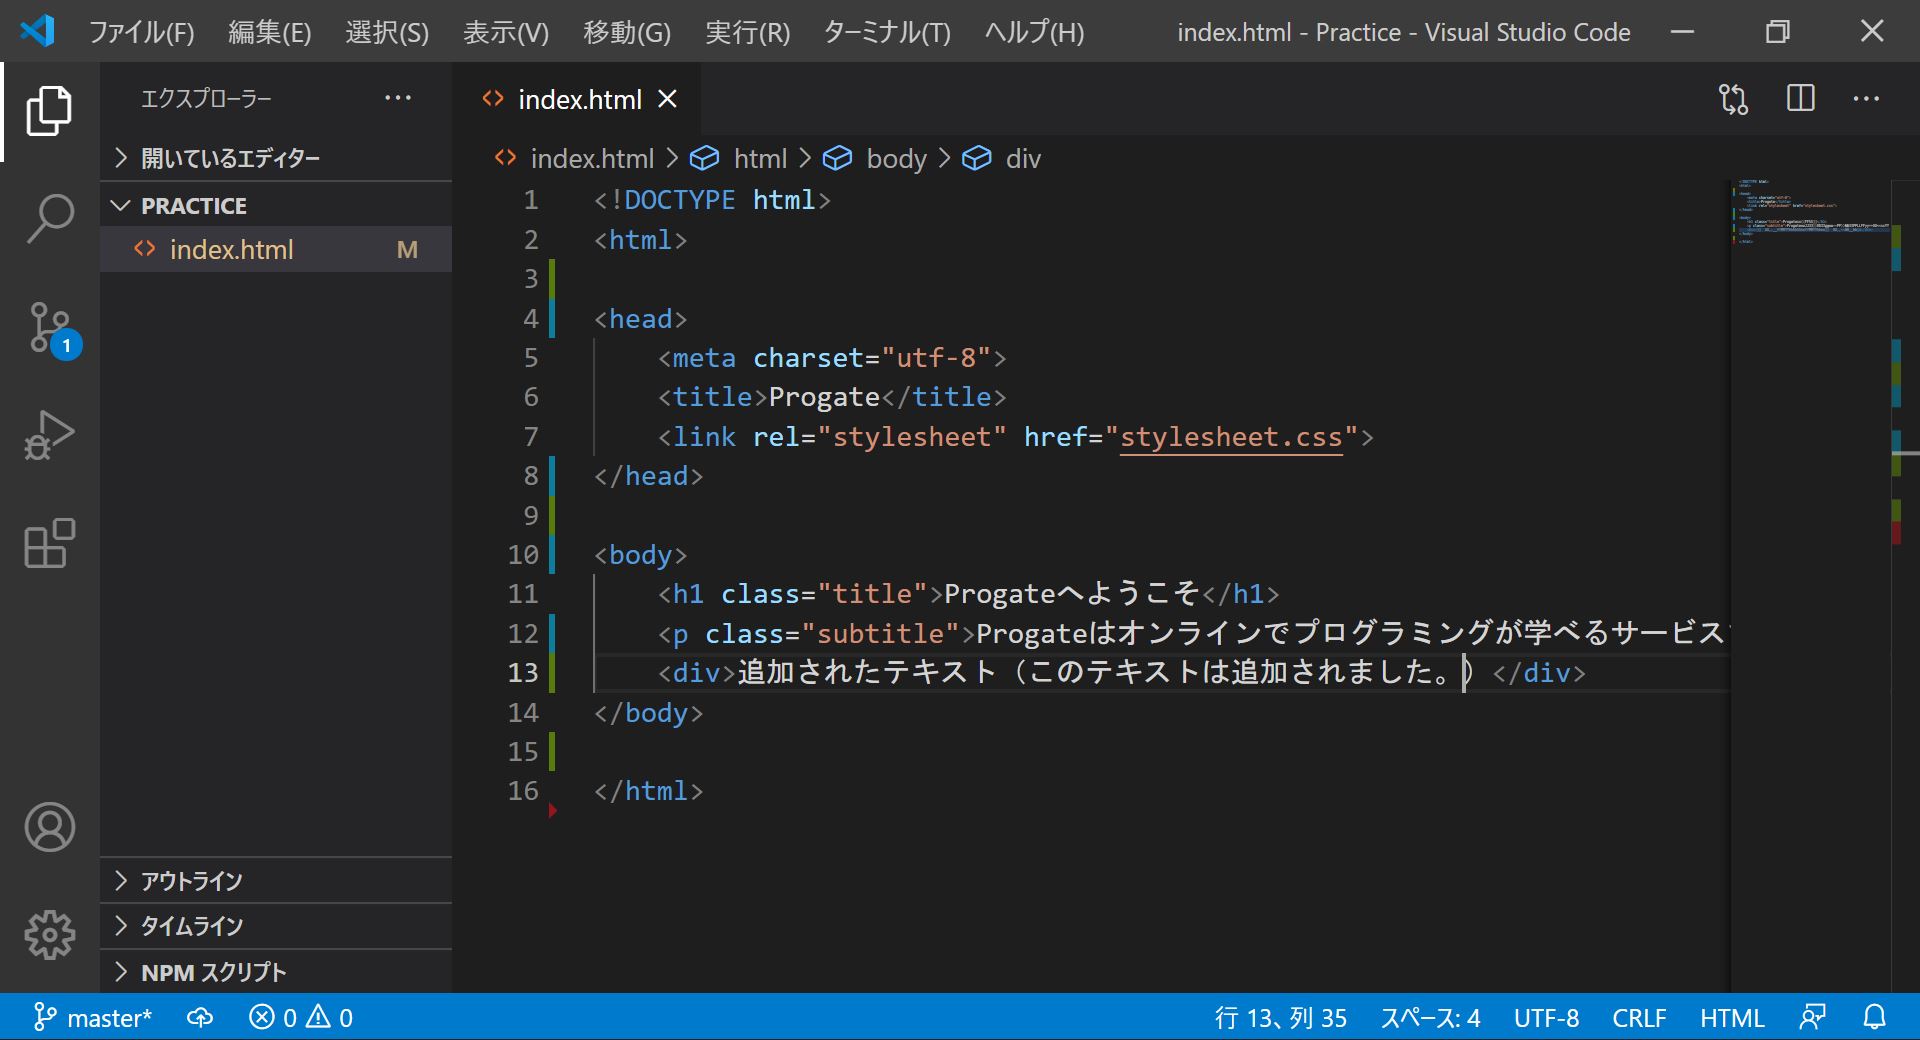 ファイル(F) 編集(E) 選択(S) 表示(V) 移動(G) 実行(R) ターミナル(T) ヘルプ(H) index.html - Practice - Visual Studio Code
エクスプローラー
開いているエディター
PRACTICE
index.html M
1
アウトライン
タイムライン
NPM スクリプト
index.html
index.html html body div
1 <!DOCTYPE html>
2 <html>
3
4 <head>
5 <meta charset="utf-8">
6 <title>Progate</title>
7 <link rel="stylesheet" href="stylesheet.css">
8 </head>
9
10 <body>
11 <h1 class="title">Progateへようこそ</h1>
12 <p class="subtitle">Progateはオンラインでプログラミングが学べるサービス
13 <div>追加されたテキスト（このテキストは追加されました。）</div>
14 </body>
15
16 </html>
master* 0 0 行 13、列 35 スペース: 4 UTF-8 CRLF HTML